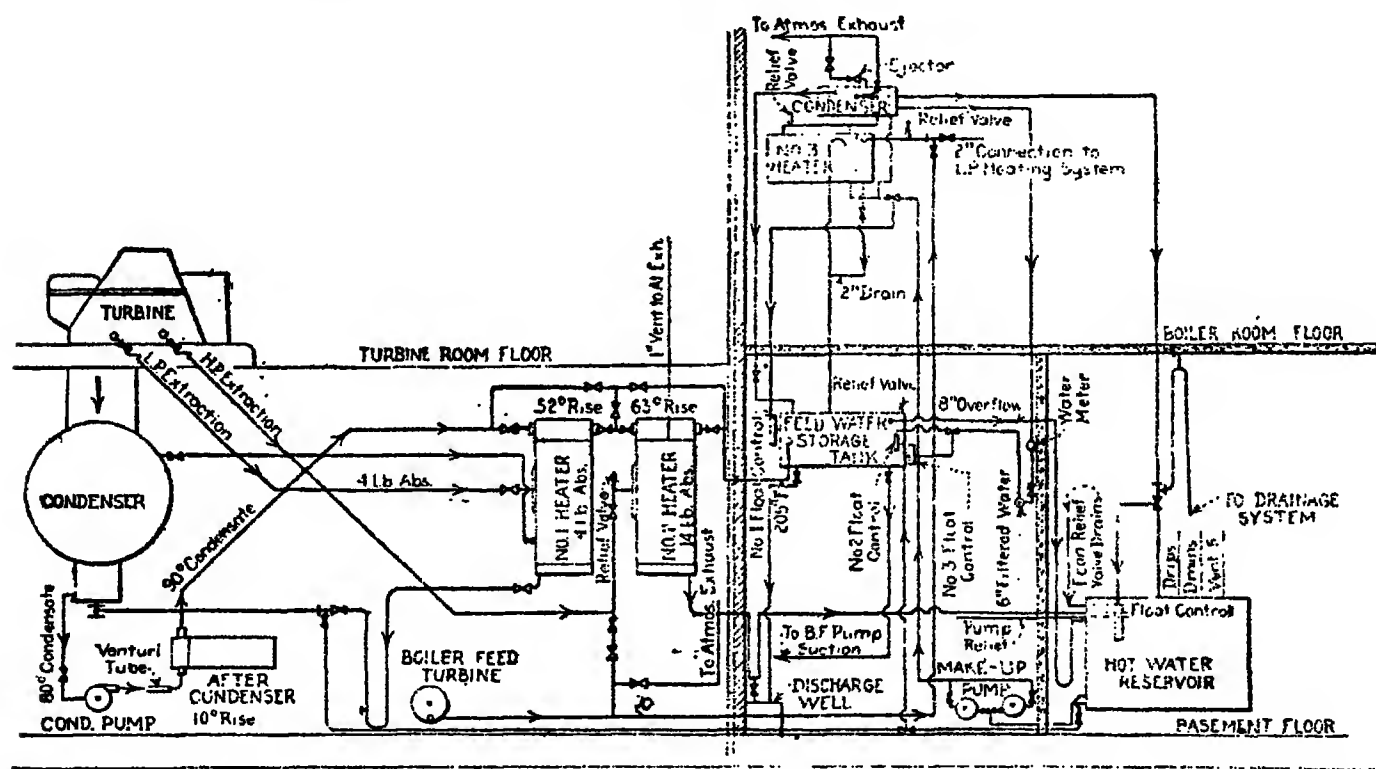 To Atmos Exhaust
Relief
Valve
Ejector
CONDENSER
Relief Valve
NO. 3
HEATER
2" Connection to
L.P. Heating System
2" Drain
1" Vent to At Exh.
TURBINE
TURBINE ROOM FLOOR
BOILER ROOM FLOOR
L.P. Extraction
H.P. Extraction
52° Rise
63° Rise
Relief Valve
8" Overflow
Water
Meter
FEED WATER
STORAGE
TANK
CONDENSER
4 Lb. Abs.
90° Condensate
NO.1 HEATER
4 Lb. Abs.
Relief Valve
14 Lb. Abs.
To Atmos. Exhaust
No 1 Float Control
205°F
No 2 Float
Control
No 3 Float
Control
6" Filtered Water
Econ Relief
Valve Drains
TO DRAINAGE
SYSTEM
Drips
Drains
Vents
Float Control
80° Condensate
Venturi
Tube
AFTER
CONDENSER
10° Rise
COND. PUMP
BOILER FEED
TURBINE
To B.F. Pump
Suction
DISCHARGE
WELL
Pump
Relief
MAKE-UP
PUMP
HOT WATER
RESERVOIR
BASEMENT FLOOR